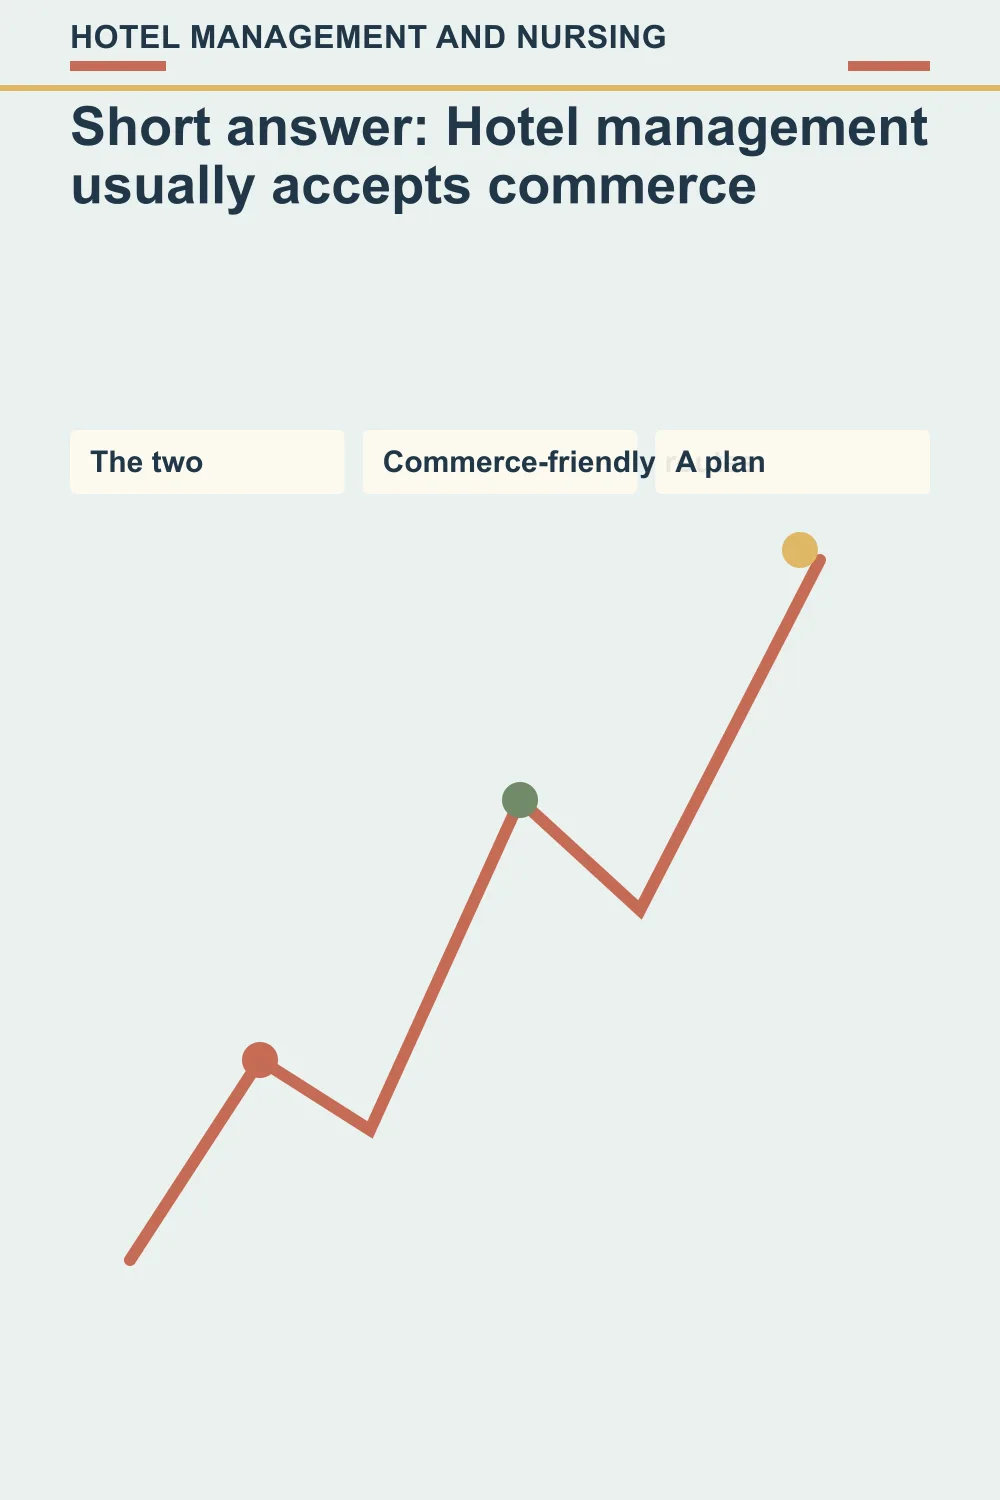 HOTEL MANAGEMENT AND NURSING
Short answer: Hotel management
usually accepts commerce
The two
Commerce-friendly
A plan